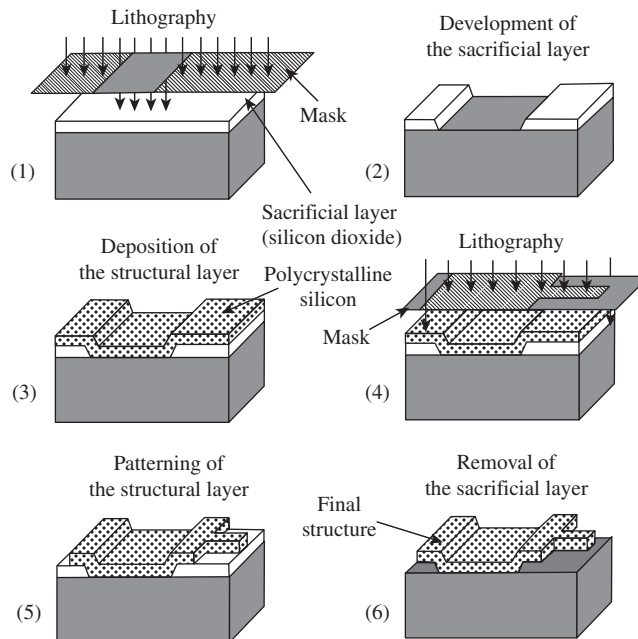 Lithography
Mask
(1)
Sacrificial layer
(silicon dioxide)
Development of
the sacrificial layer
(2)
Deposition of
the structural layer
Polycrystalline
silicon
(3)
Lithography
Mask
(4)
Patterning of
the structural layer
(5)
Removal of
the sacrificial layer
Final
structure
(6)